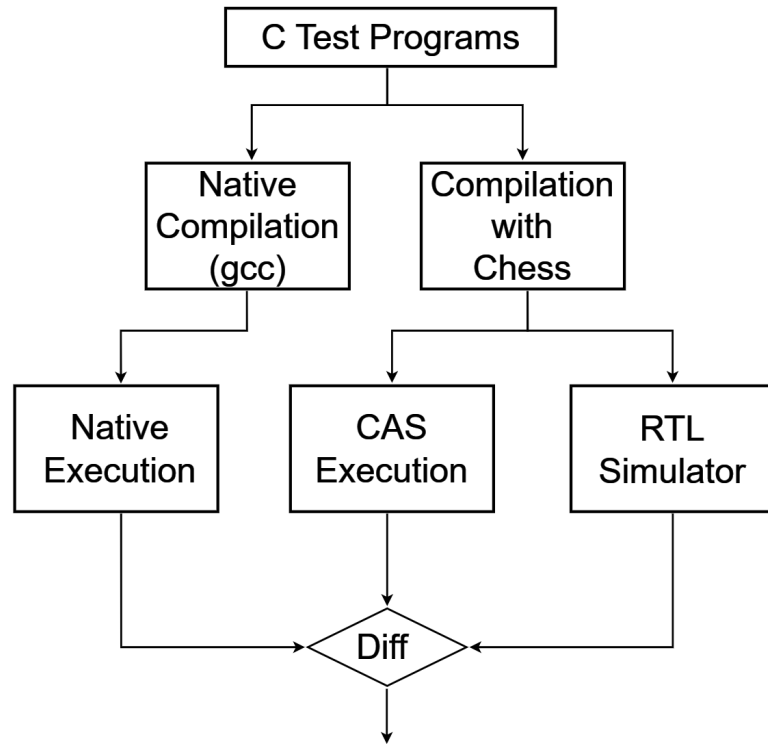 C Test Programs
Native
Compilation
(gcc)
Compilation
with
Chess
Native
Execution
CAS
Execution
RTL
Simulator
Diff